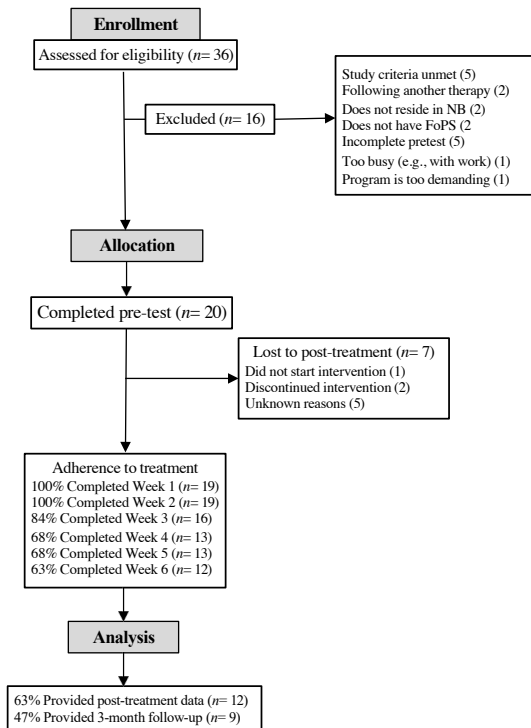 Enrollment
Assessed for eligibility (n= 36)
Excluded (n= 16)
Study criteria unmet (5)
Following another therapy (2)
Does not reside in NB (2)
Does not have FoPS (2
Incomplete pretest (5)
Too busy (e.g., with work) (1)
Program is too demanding (1)
Allocation
Completed pre-test (n= 20)
Lost to post-treatment (n= 7)
Did not start intervention (1)
Discontinued intervention (2)
Unknown reasons (5)
Adherence to treatment
100% Completed Week 1 (n= 19)
100% Completed Week 2 (n= 19)
84% Completed Week 3 (n= 16)
68% Completed Week 4 (n= 13)
68% Completed Week 5 (n= 13)
63% Completed Week 6 (n= 12)
Analysis
63% Provided post-treatment data (n= 12)
47% Provided 3-month follow-up (n= 9)